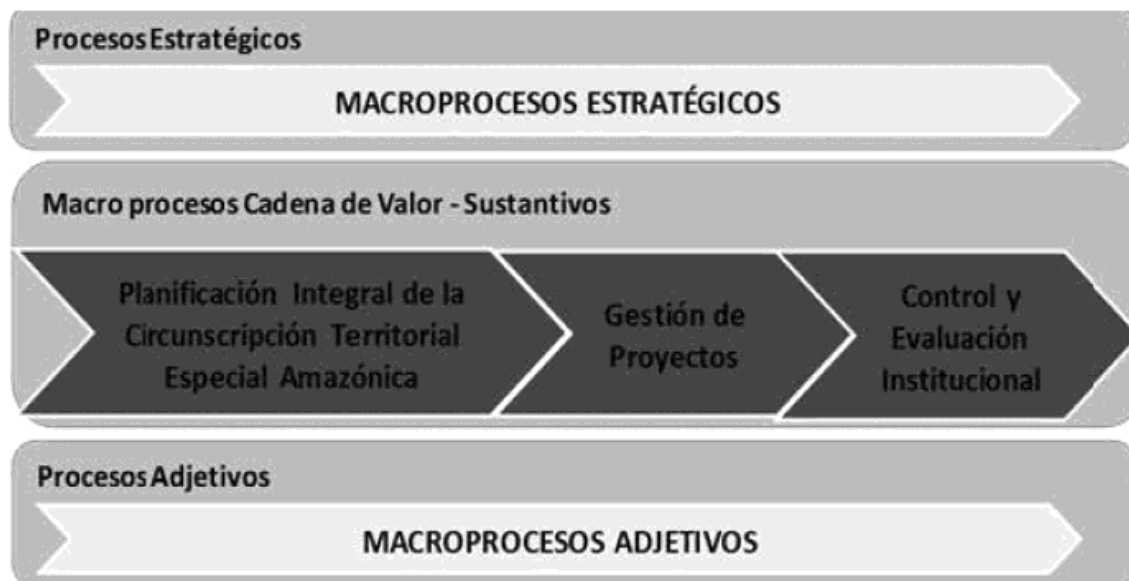 Procesos Estratégicos
MACROPROCESOS ESTRATÉGICOS
Macro procesos Cadena de Valor - Sustantivos
Planificación Integral de la
Circunscripción Territorial
Especial Amazónica
Gestión de
Proyectos
Control y
Evaluación
Institucional
Procesos Adjetivos
MACROPROCESOS ADJETIVOS